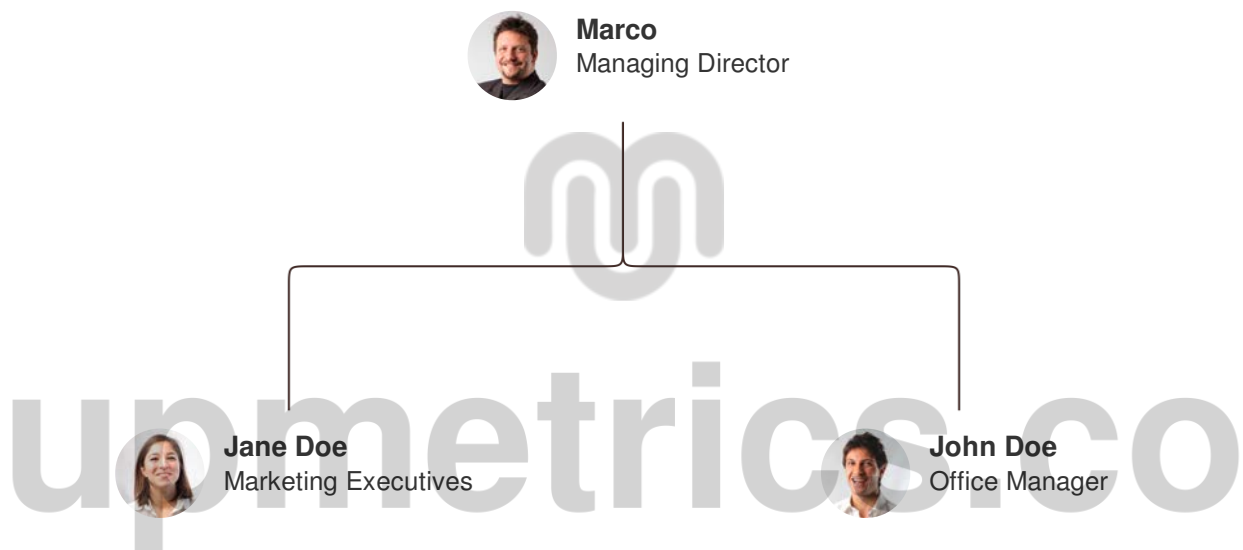 Marco
Managing Director
upmetrics.co
Jane Doe
Marketing Executives
John Doe
Office Manager